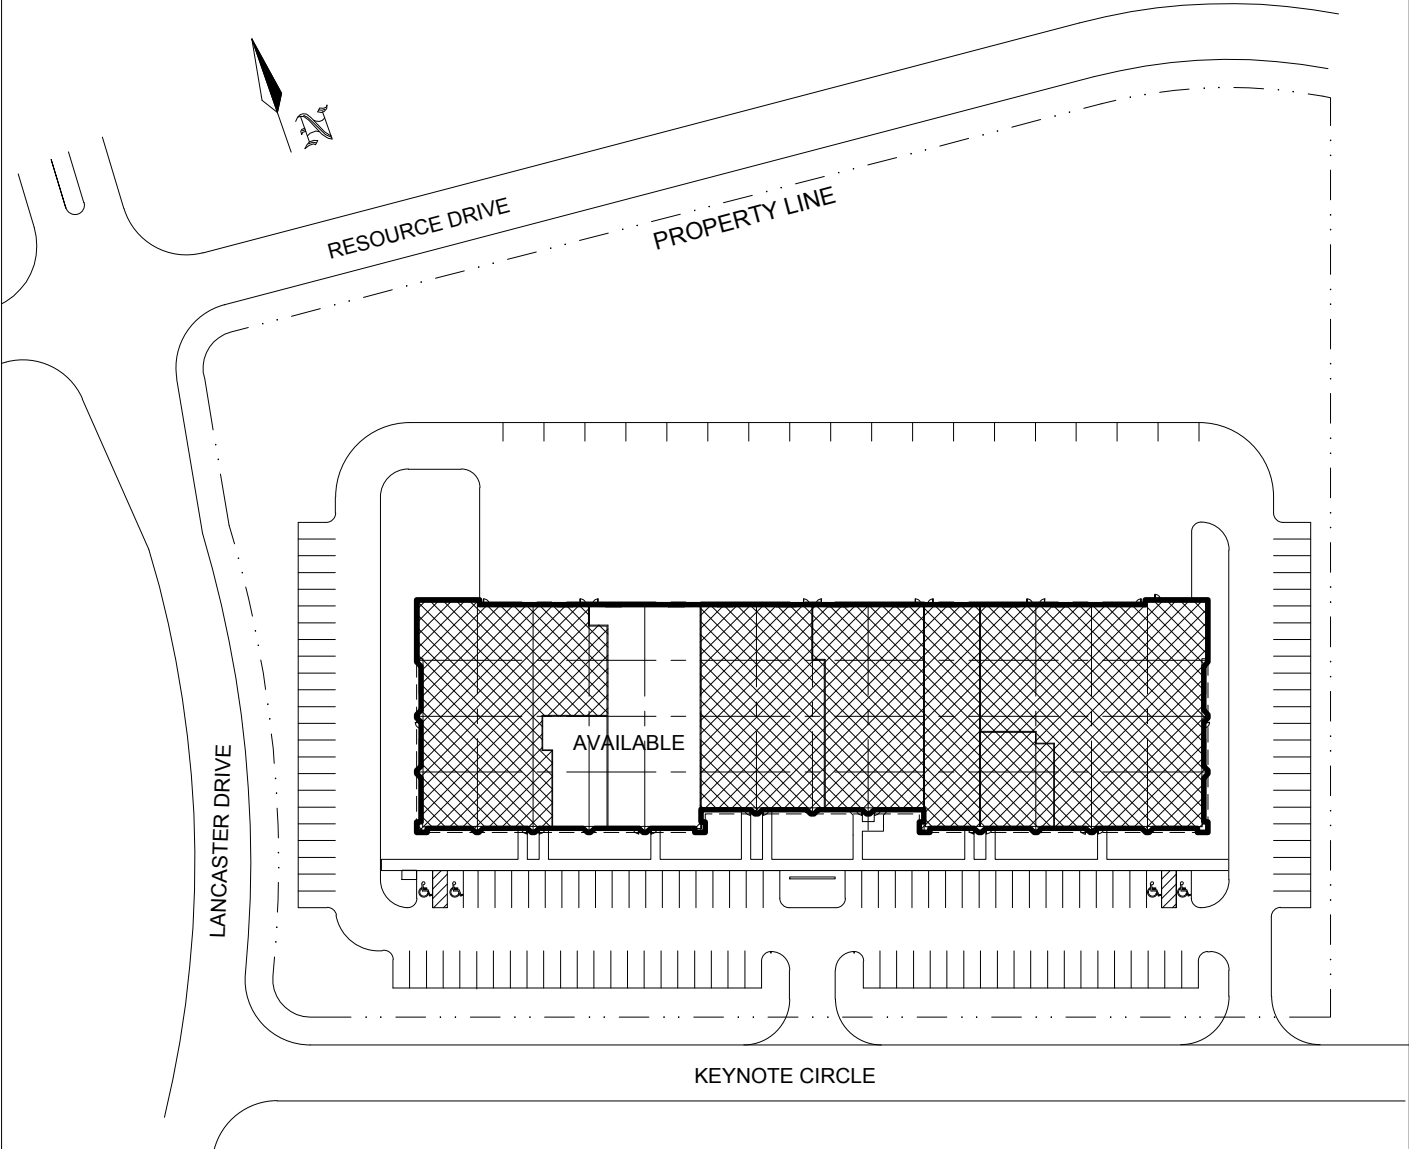 N
RESOURCE DRIVE
PROPERTY LINE
AVAILABLE
LANCASTER DRIVE
KEYNOTE CIRCLE